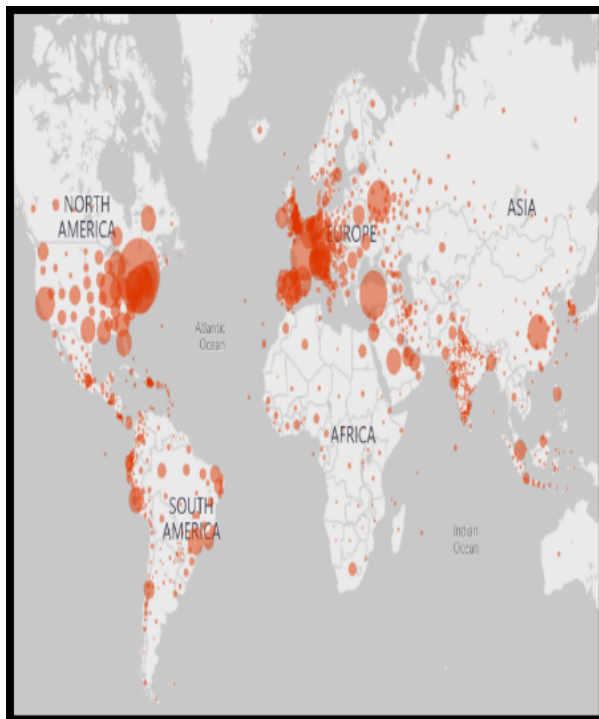 NORTH
AMERICA
ASIA
EUROPE
Atlantic
Ocean
AFRICA
SOUTH
AMERICA
Indian
Ocean